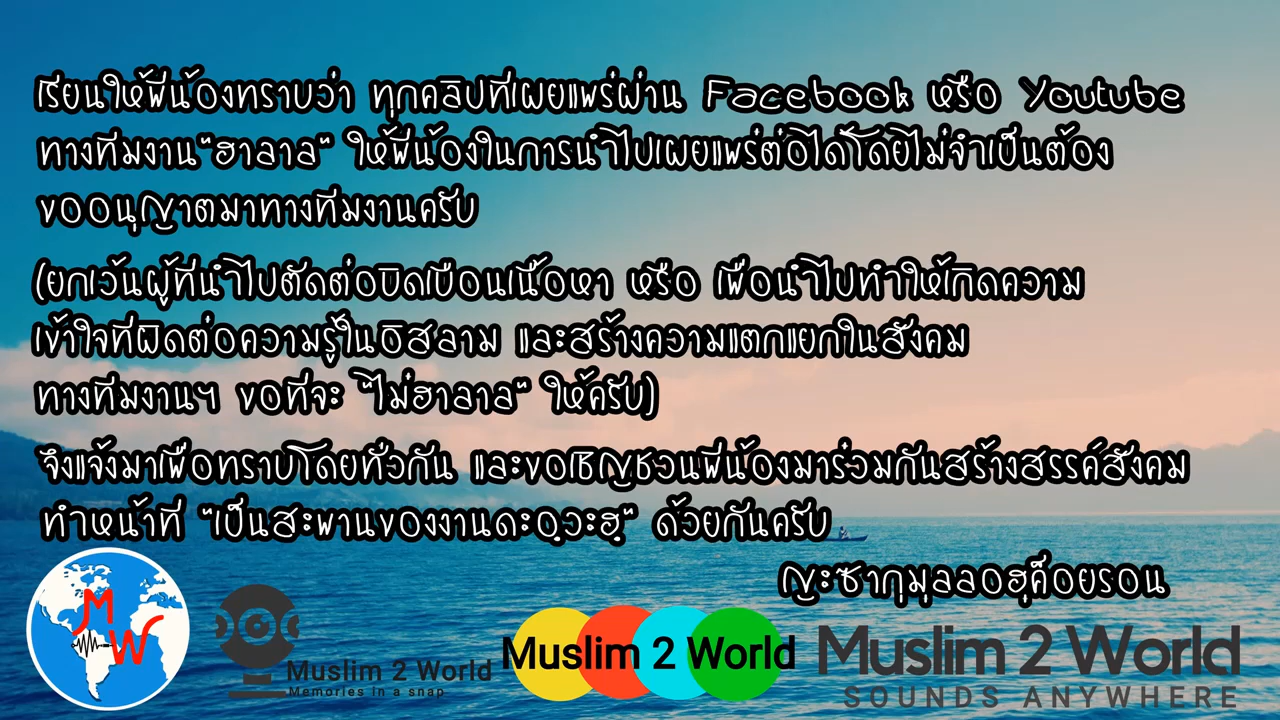 เรียนให้พี่น้องทราบว่า ทุกคลิปที่เผยแพร่ผ่าน Facebook หรือ Youtube
ทางทีมงาน"ฮาลาล" ให้พี่น้องในการนำไปเผยแพร่ต่อได้โดยไม่จำเป็นต้อง
ขออนุญาตมาทางทีมงานครับ
(ยกเว้นผู้ที่นำไปตัดต่อบิดเบือนเนื้อหา หรือ เพื่อนำไปทำให้เกิดความ
เข้าใจที่ผิดต่อความรู้ในอิสลาม และสร้างความแตกแยกในสังคม
ทางทีมงานฯ ขอที่จะ "ไม่ฮาลาล" ให้ครับ)
จึงแจ้งมาเพื่อทราบโดยทั่วกัน และขอเชิญชวนพี่น้องมาร่วมกันสร้างสรรค์สังคม
ทำหน้าที่ "เป็นสะพานของงานดะอฺวะฮฺ" ด้วยกันครับ
ญะซากุมุลลอฮุค็อยรอน
M W
Muslim 2 World
Memories in a snap
Muslim 2 World
Muslim 2 World
SOUNDS ANYWHERE